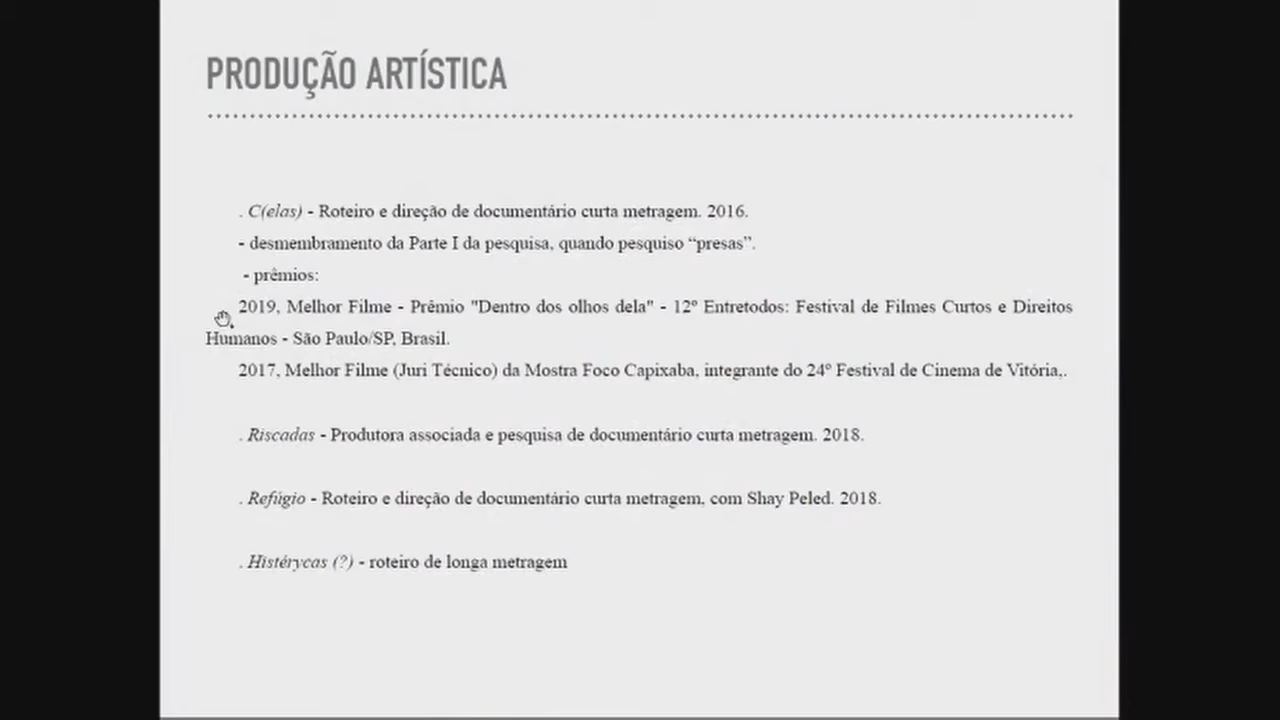 PRODUÇÃO ARTÍSTICA
. C(elas) - Roteiro e direção de documentário curta metragem. 2016.
- desmembramento da Parte I da pesquisa, quando pesquiso “presas”.
- prêmios:
2019, Melhor Filme - Prêmio "Dentro dos olhos dela" - 12º Entretodos: Festival de Filmes Curtos e Direitos
Humanos - São Paulo/SP, Brasil.
2017, Melhor Filme (Juri Técnico) da Mostra Foco Capixaba, integrante do 24º Festival de Cinema de Vitória,.
. Riscadas - Produtora associada e pesquisa de documentário curta metragem. 2018.
. Refúgio - Roteiro e direção de documentário curta metragem, com Shay Peled. 2018.
. Histérycas (?) - roteiro de longa metragem